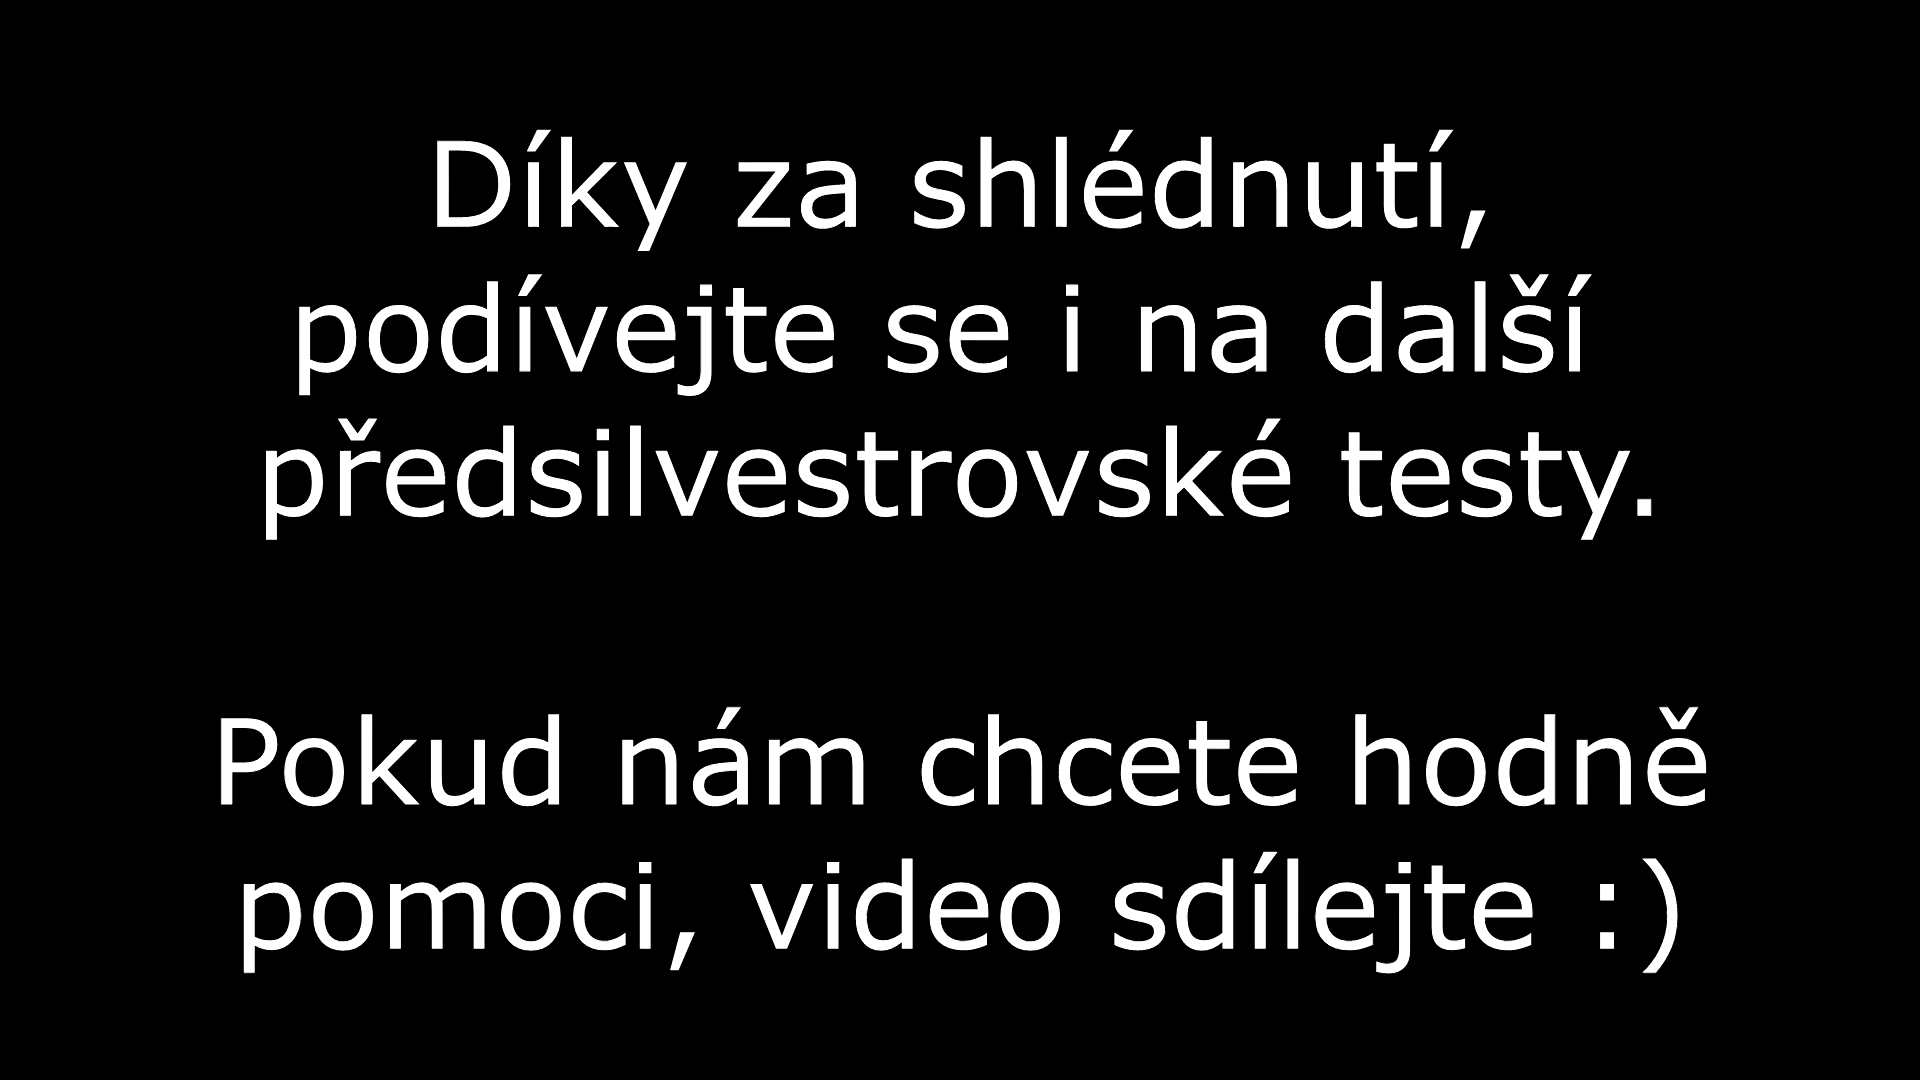 Díky za shlédnutí,
podívejte se i na další
předsilvestrovské testy.
Pokud nám chcete hodně
pomoci, video sdílejte :)